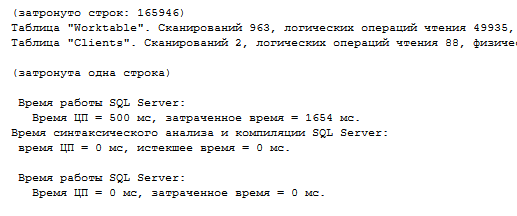 (затронуто строк: 165946)
Таблица "Worktable". Сканирований 963, логических операций чтения 49935,
Таблица "Clients". Сканирований 2, логических операций чтения 88,
(затронута одна строка)
Время работы SQL Server:
Время ЦП = 500 мс, затраченное время = 1654 мс.
Время синтаксического анализа и компиляции SQL Server:
время ЦП = 0 мс, истекшее время = 0 мс.
Время работы SQL Server:
Время ЦП = 0 мс, затраченное время = 0 мс.